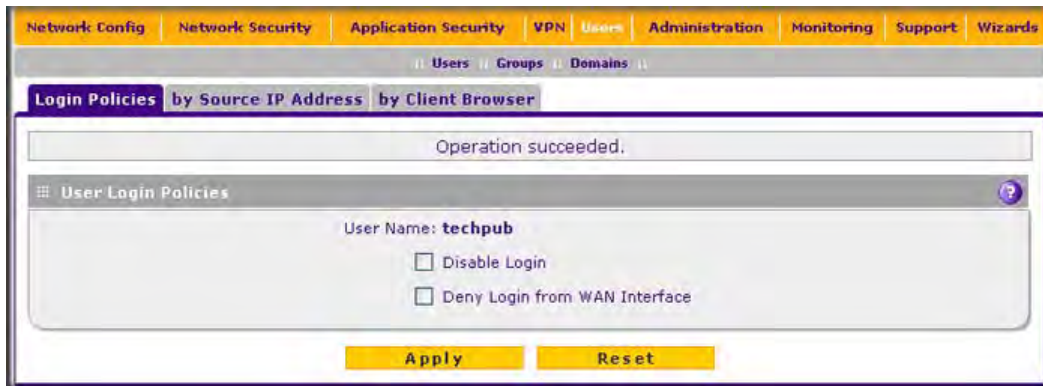 Network Config Network Security Application Security VPN Users Administration Monitoring Support Wizards
Users Groups Domains
Login Policies by Source IP Address by Client Browser
Operation succeeded.
User Login Policies ?
User Name: techpub
Disable Login
Deny Login from WAN Interface
Apply Reset